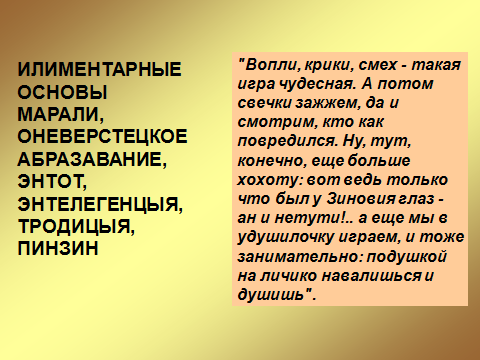 ИЛИМЕНТАРНЫЕ
ОСНОВЫ
МАРАЛИ,
ОНЕВЕРСТЕЦКОЕ
АБРАЗАВАНИЕ,
ЭНТОТ,
ЭНТЕЛЕГЕНЦЫЯ,
ТРОДИЦЫЯ,
ПИНЗИН
"Вопли, крики, смех - такая
игра чудесная. А потом
свечки зажжем, да и
смотрим, кто как
повредился. Ну, тут,
конечно, еще больше
хохоту: вот ведь только
что был у Зиновия глаз -
ан и нетути!.. а еще мы в
удушилочку играем, и тоже
занимательно: подушкой
на личико навалишься и
душишь".